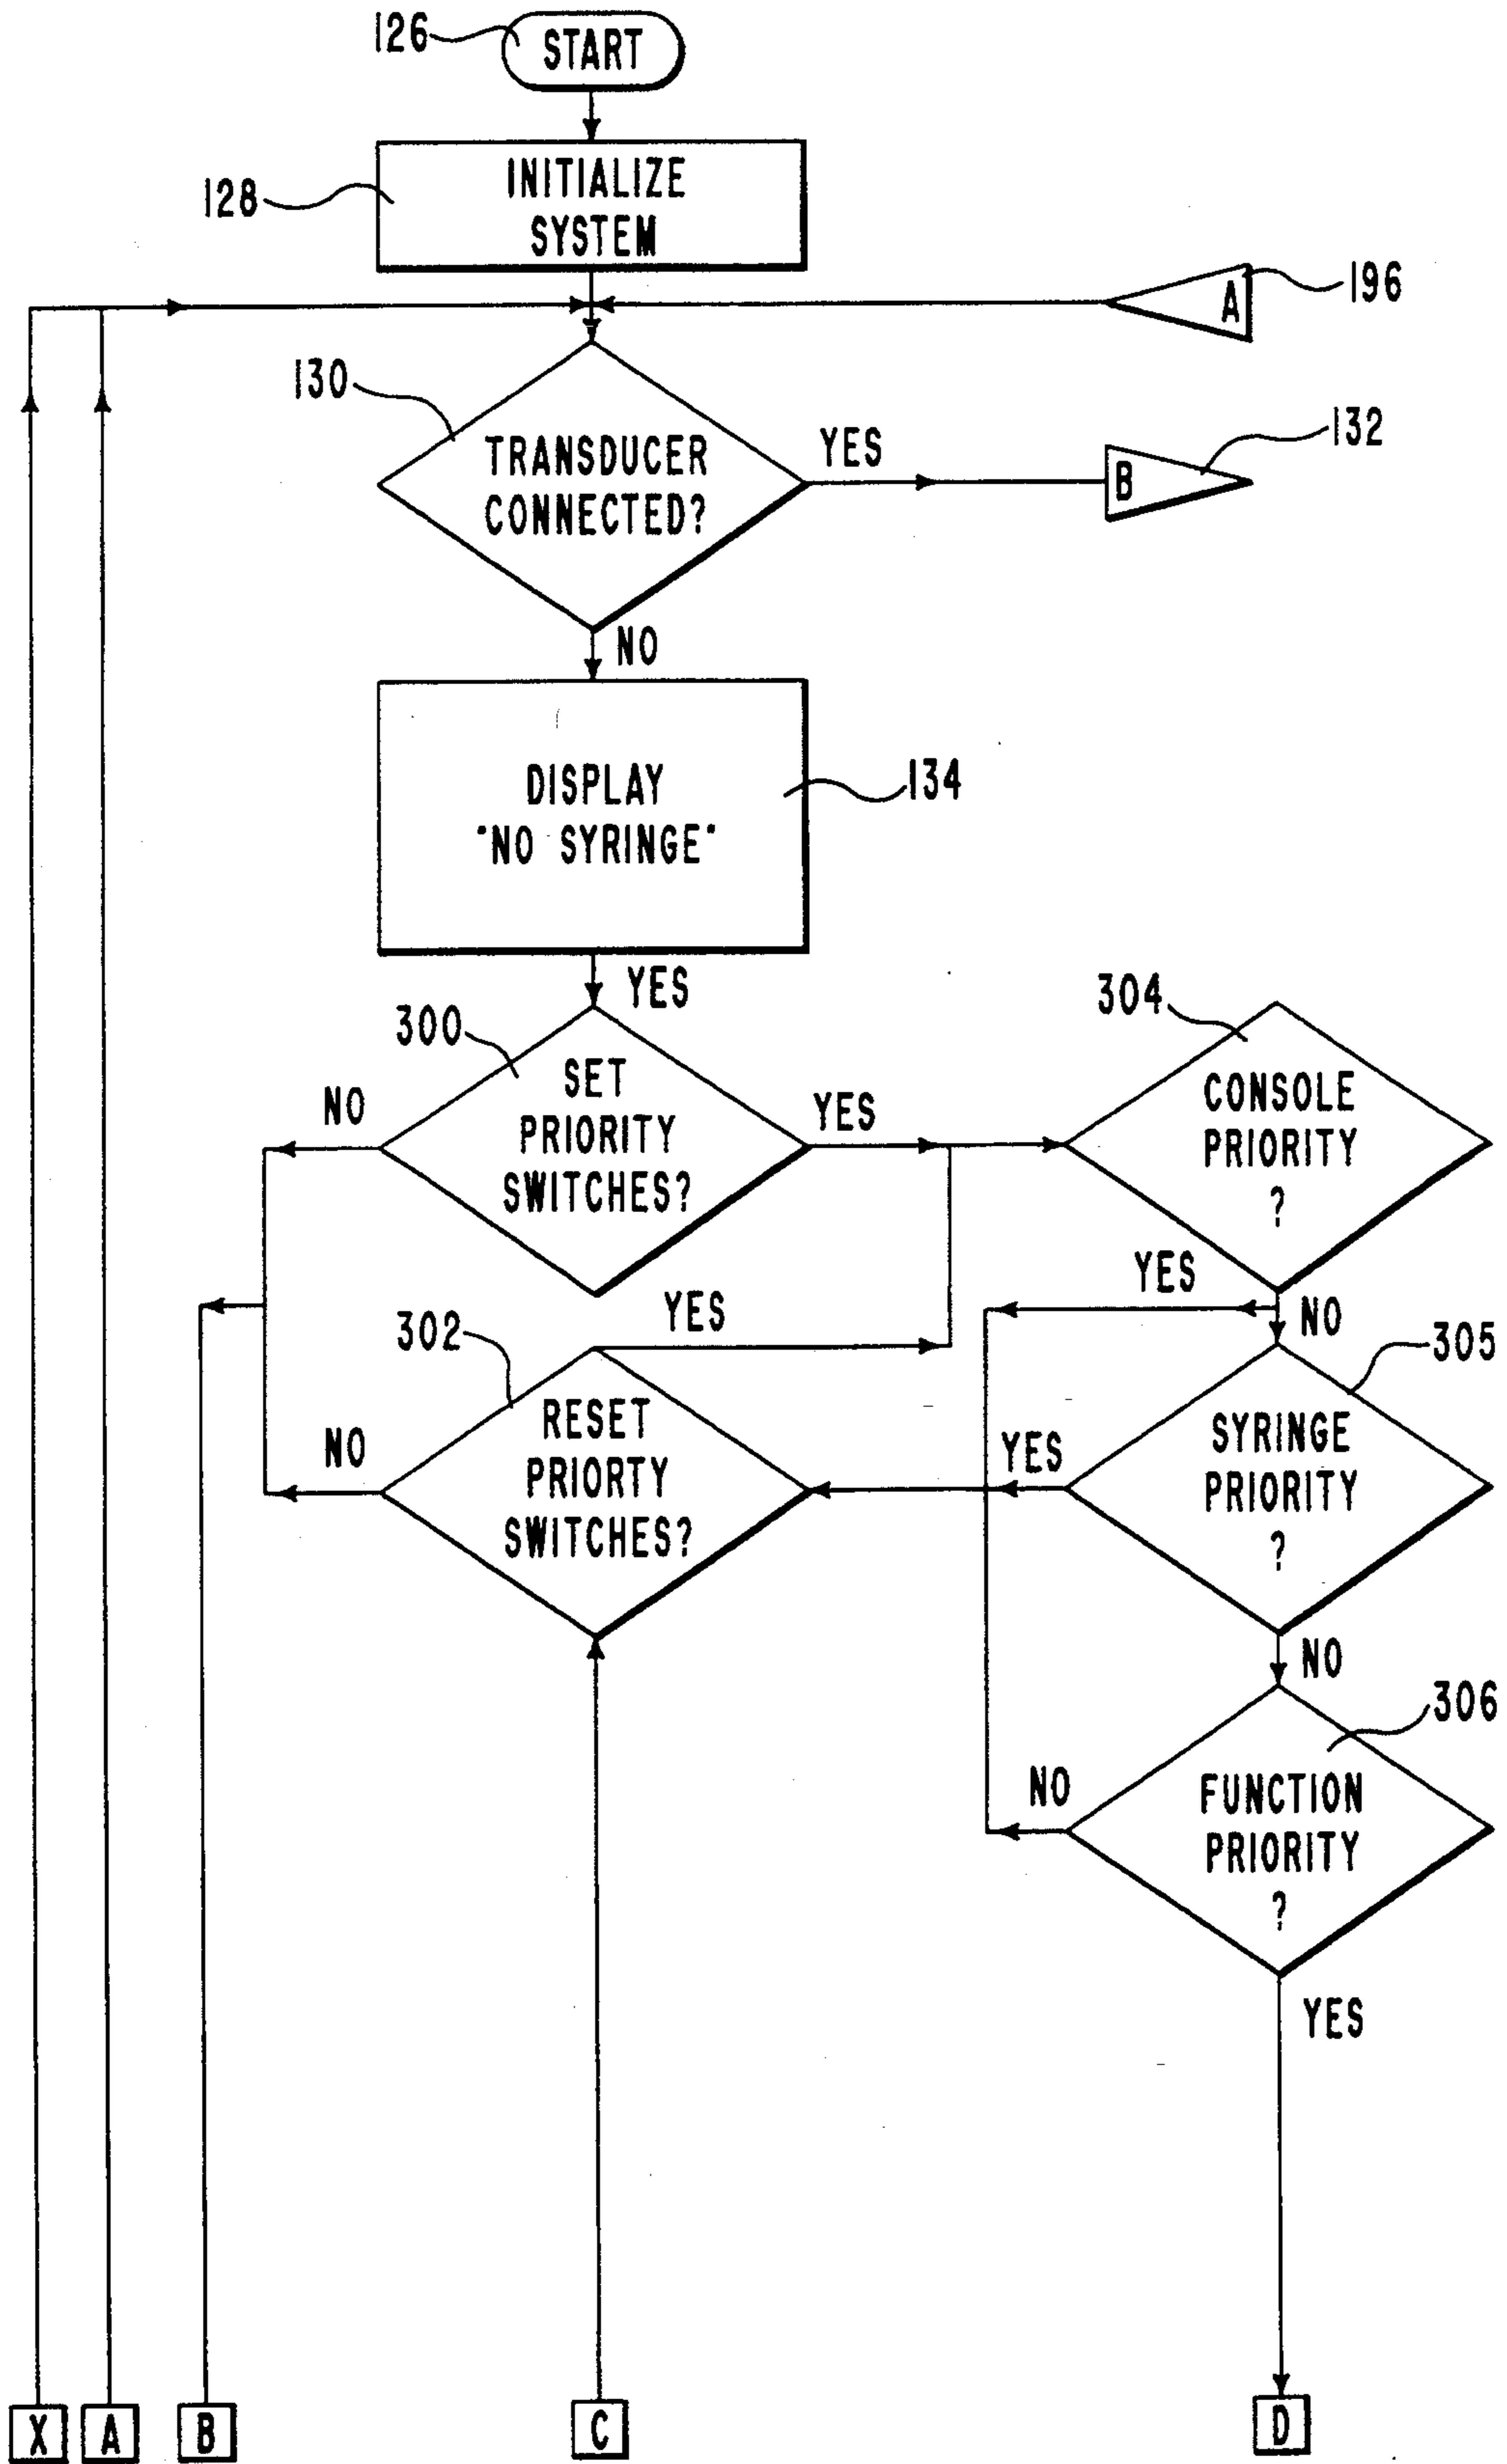 126
START
128
INITIALIZE
SYSTEM
A
196
130
TRANSDUCER
CONNECTED?
YES
B
132
NO
DISPLAY
"NO SYRINGE"
134
YES
300
SET
PRIORITY
SWITCHES?
NO
YES
304
CONSOLE
PRIORITY
?
YES
NO
302
RESET
PRIORTY
SWITCHES?
YES
NO
305
SYRINGE
PRIORITY
?
YES
NO
306
FUNCTION
PRIORITY
?
NO
YES
X
A
B
C
D